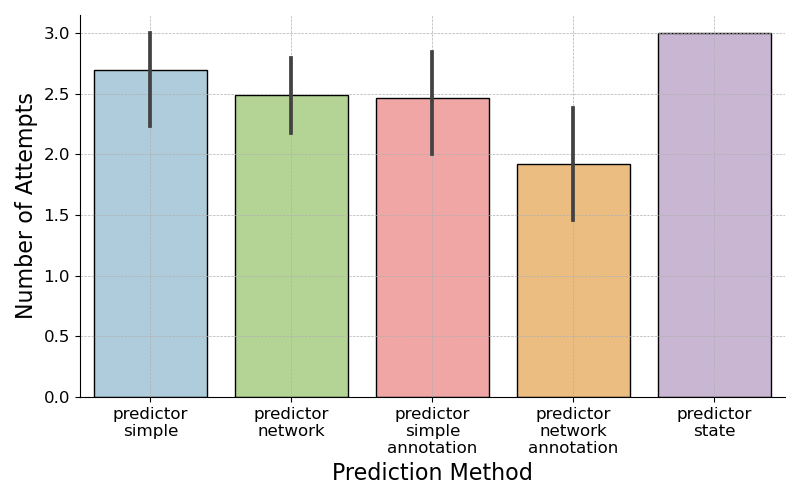 3.0
2.5
2.0
1.5
1.0
0.5
0.0
Number of Attempts
predictor
simple
predictor
network
predictor
simple
annotation
predictor
network
annotation
predictor
state
Prediction Method